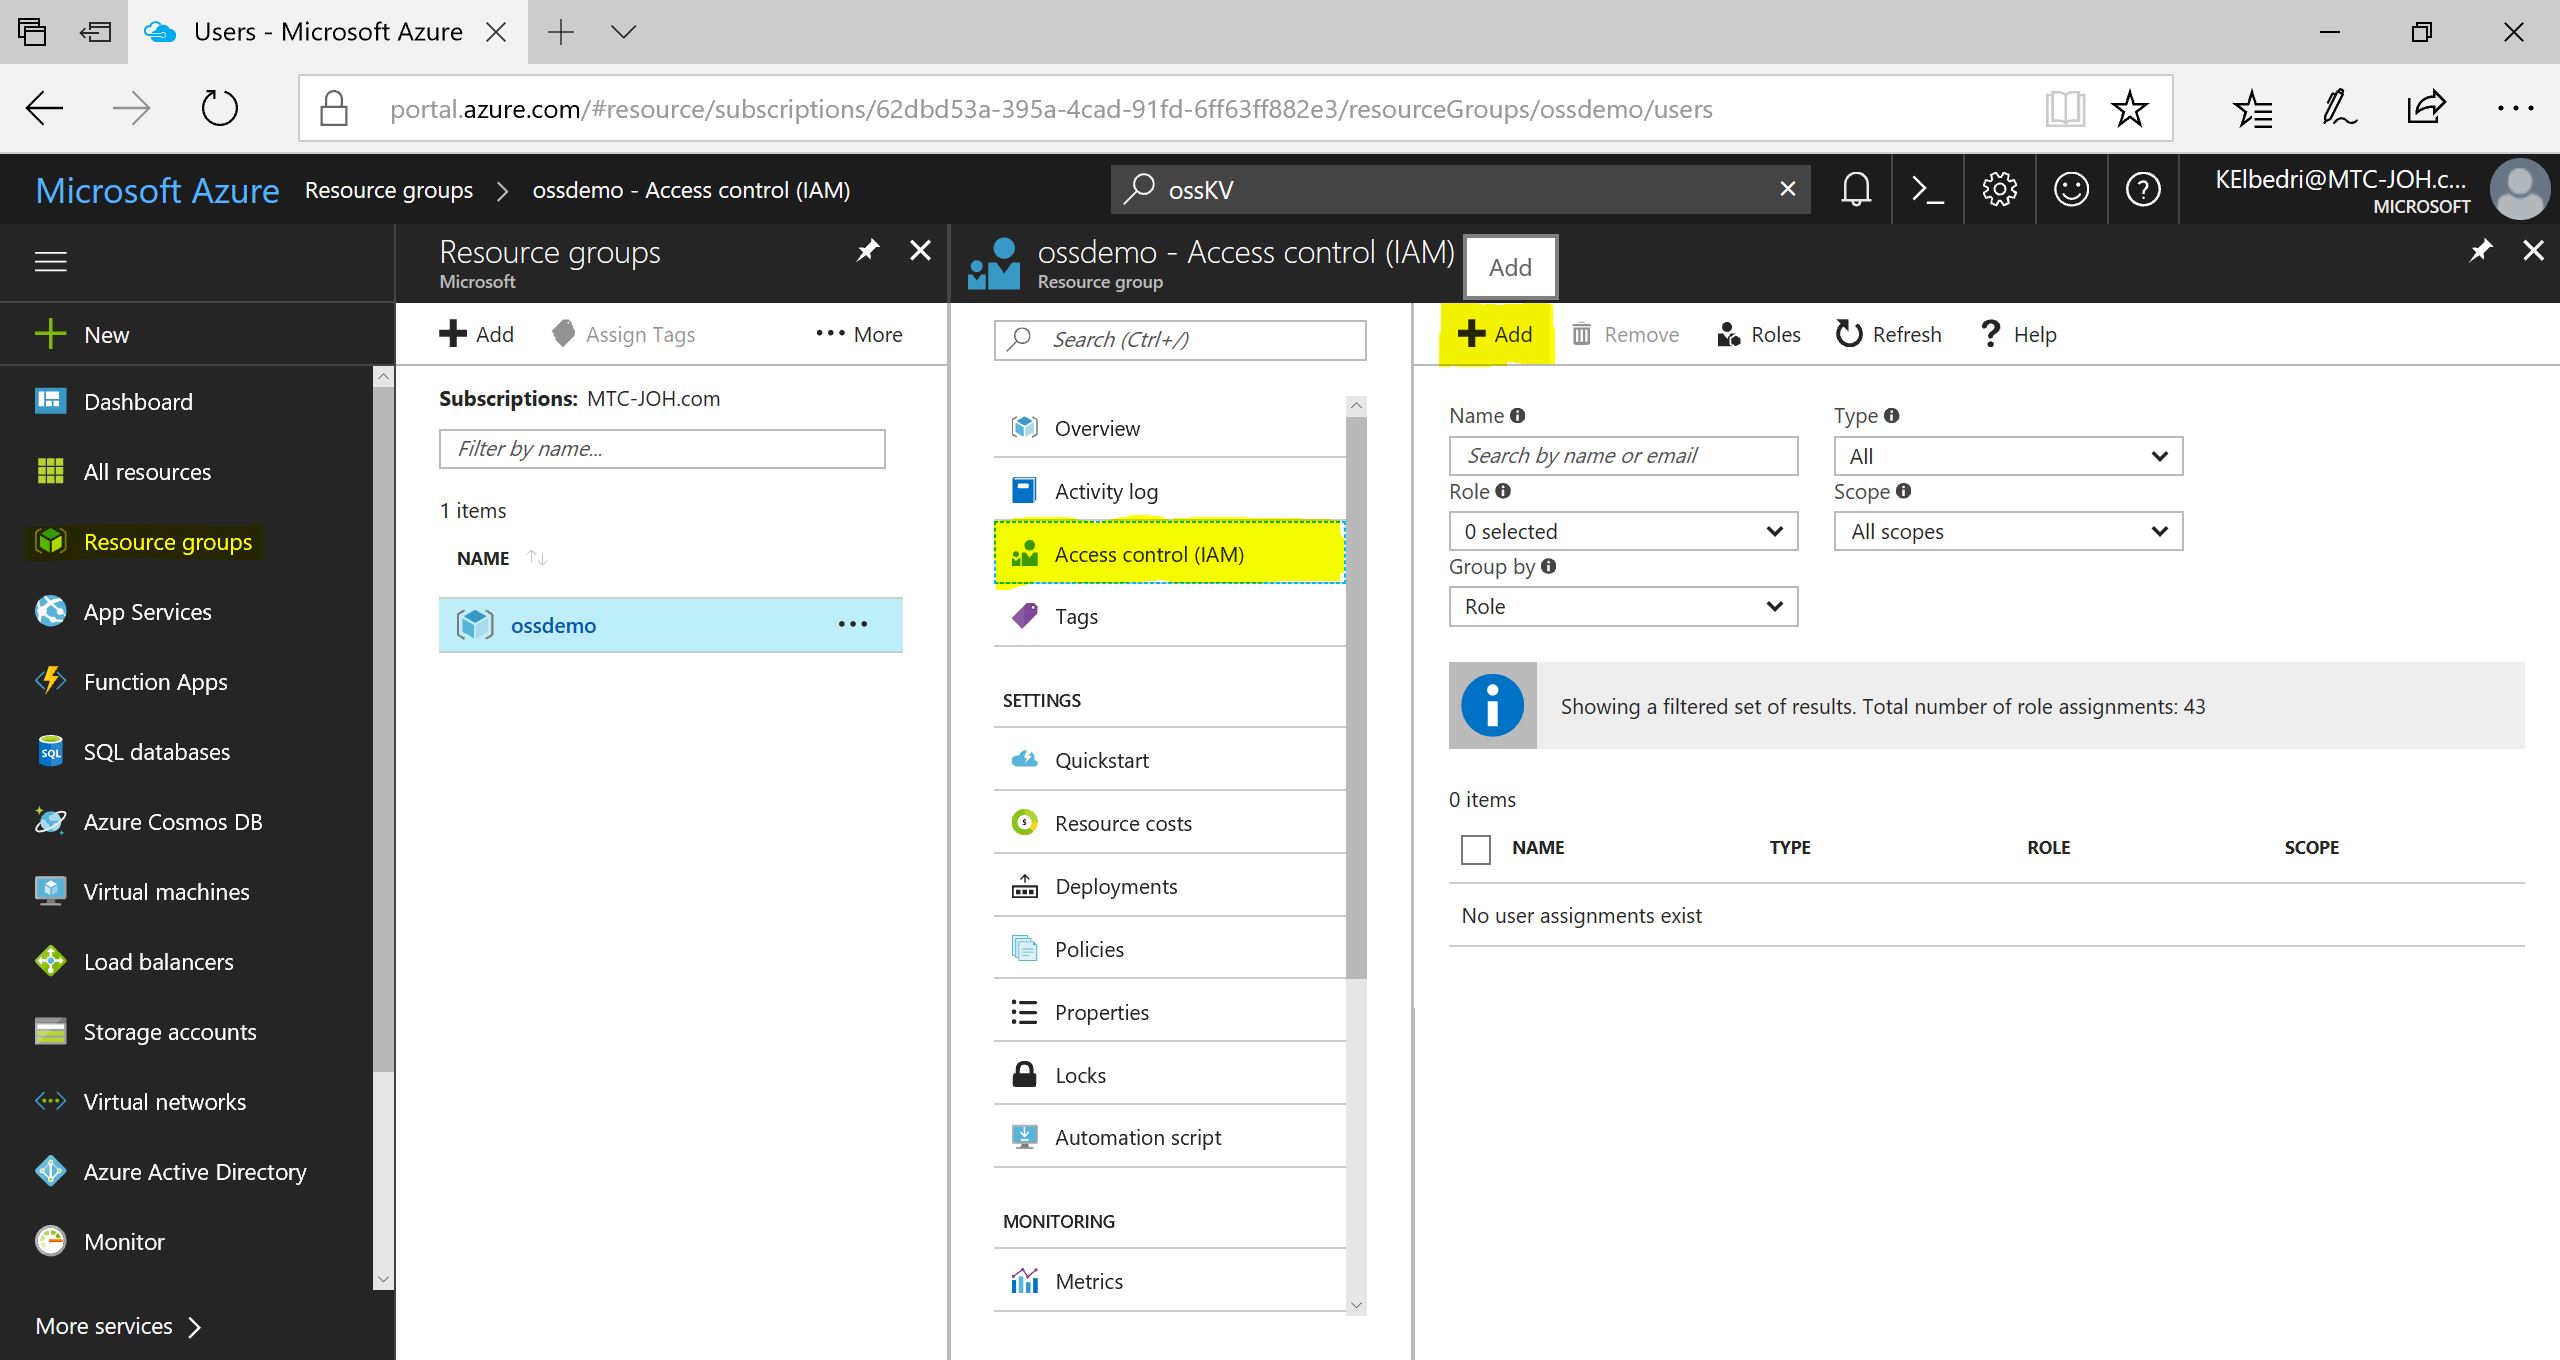 Users - Microsoft Azure
portal.azure.com/#resource/subscriptions/62dbd53a-395a-4cad-91fd-6ff63ff882e3/resourceGroups/ossdemo/users
Microsoft Azure Resource groups > ossdemo - Access control (IAM)
ossKV
KElbedri@MTC-JOH.c...
MICROSOFT
New
Dashboard
All resources
Resource groups
App Services
Function Apps
SQL databases
Azure Cosmos DB
Virtual machines
Load balancers
Storage accounts
Virtual networks
Azure Active Directory
Monitor
More services >
Resource groups
Microsoft
Add Assign Tags ... More
Subscriptions: MTC-JOH.com
Filter by name...
1 items
NAME
ossdemo ...
ossdemo - Access control (IAM)
Resource group
Add
Search (Ctrl+/)
Overview
Activity log
Access control (IAM)
Tags
SETTINGS
Quickstart
Resource costs
Deployments
Policies
Properties
Locks
Automation script
MONITORING
Metrics
Add Remove Roles Refresh ? Help
Name Type
Search by name or email All
Role Scope
0 selected All scopes
Group by
Role
Showing a filtered set of results. Total number of role assignments: 43
0 items
NAME TYPE ROLE SCOPE
No user assignments exist